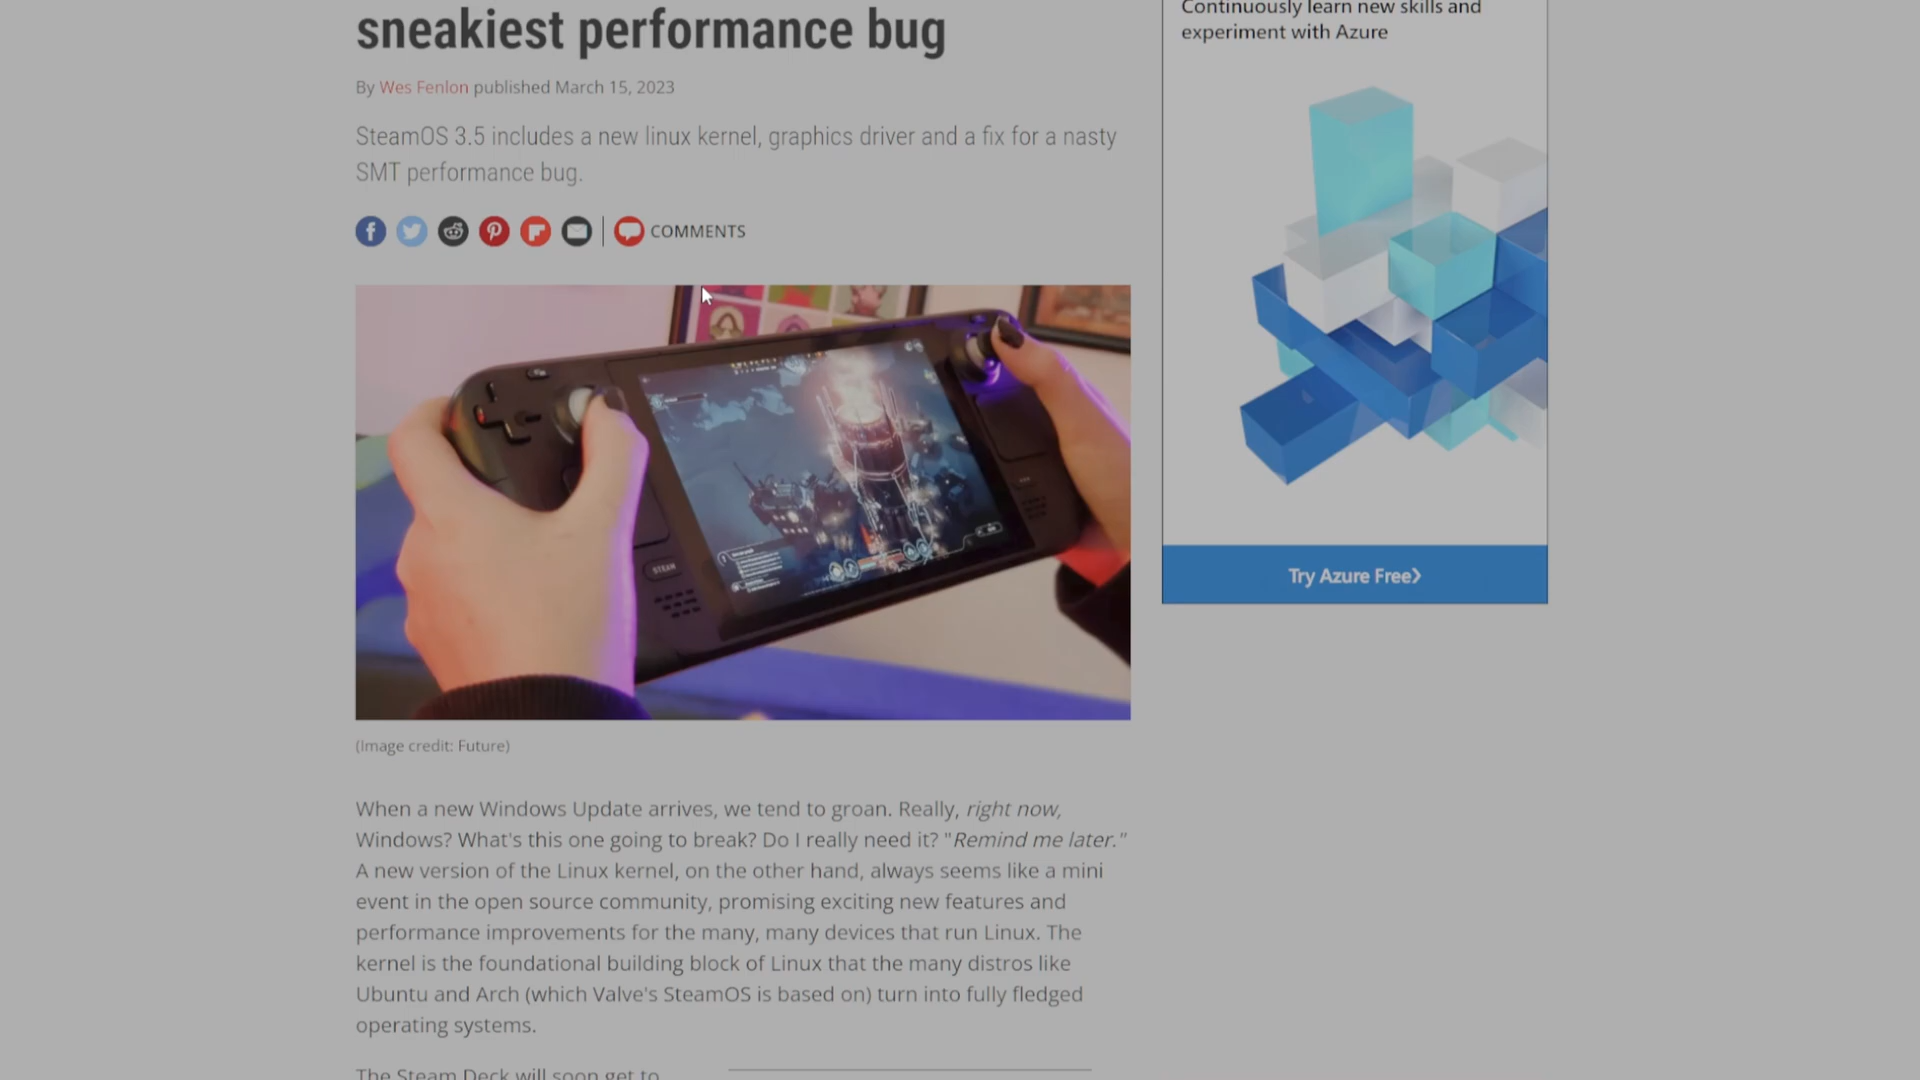 sneakiest performance bug
By Wes Fenlon published March 15, 2023
SteamOS 3.5 includes a new linux kernel, graphics driver and a fix for a nasty
SMT performance bug.
COMMENTS
STEAM
(Image credit: Future)
When a new Windows Update arrives, we tend to groan. Really, right now,
Windows? What's this one going to break? Do I really need it? "Remind me later."
A new version of the Linux kernel, on the other hand, always seems like a mini
event in the open source community, promising exciting new features and
performance improvements for the many, many devices that run Linux. The
kernel is the foundational building block of Linux that the many distros like
Ubuntu and Arch (which Valve's SteamOS is based on) turn into fully fledged
operating systems.
The Steam Deck will soon get to
Continuously learn new skills and
experiment with Azure
Try Azure Free❯